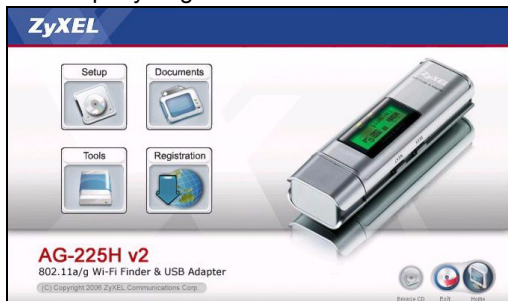 ZyXEL
Setup
Documents
Tools
Registration
ZyXEL
AG-225H v2
802.11a/g Wi-Fi Finder & USB Adapter
(C) Copyright 2006 ZyXEL Communications Corp.
Browse CD
Exit
Home